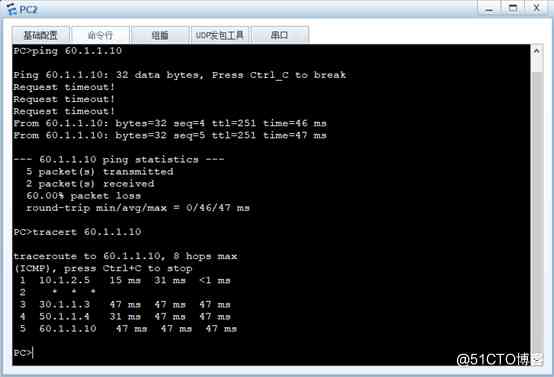 PC2
基础配置 命令行 组播 UDP发包工具 串口
PC>ping 60.1.1.10
Ping 60.1.1.10: 32 data bytes, Press Ctrl_C to break
Request timeout!
Request timeout!
Request timeout!
From 60.1.1.10: bytes=32 seq=4 ttl=251 time=46 ms
From 60.1.1.10: bytes=32 seq=5 ttl=251 time=47 ms
--- 60.1.1.10 ping statistics ---
5 packet(s) transmitted
2 packet(s) received
60.00% packet loss
round-trip min/avg/max = 0/46/47 ms
PC>tracert 60.1.1.10
traceroute to 60.1.1.10, 8 hops max
(ICMP), press Ctrl+C to stop
1 10.1.2.5 15 ms 31 ms <1 ms
2 * * *
3 30.1.1.3 47 ms 47 ms 47 ms
4 50.1.1.4 31 ms 47 ms 47 ms
5 60.1.1.10 47 ms 47 ms 47 ms
PC>
@51CTO博客